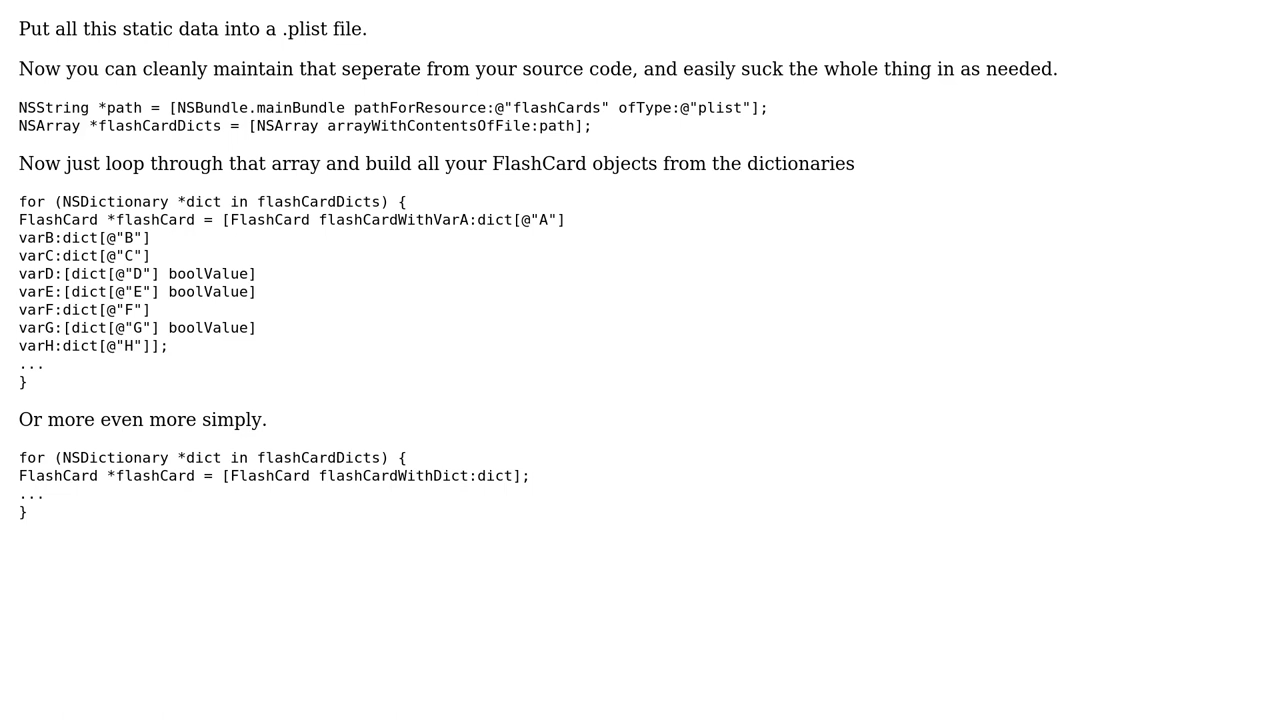 Put all this static data into a .plist file.
Now you can cleanly maintain that seperate from your source code, and easily suck the whole thing in as needed.
NSString *path = [NSBundle.mainBundle pathForResource:@"flashCards" ofType:@"plist"];
NSArray *flashCardDicts = [NSArray arrayWithContentsOfFile:path];
Now just loop through that array and build all your FlashCard objects from the dictionaries
for (NSDictionary *dict in flashCardDicts) {
FlashCard *flashCard = [FlashCard flashCardWithVarA:dict[@"A"]
varB:dict[@"B"]
varC:dict[@"C"]
varD:[dict[@"D"] boolValue]
varE:[dict[@"E"] boolValue]
varF:dict[@"F"]
varG:[dict[@"G"] boolValue]
varH:dict[@"H"]];
...
}
Or more even more simply.
for (NSDictionary *dict in flashCardDicts) {
FlashCard *flashCard = [FlashCard flashCardWithDict:dict];
...
}